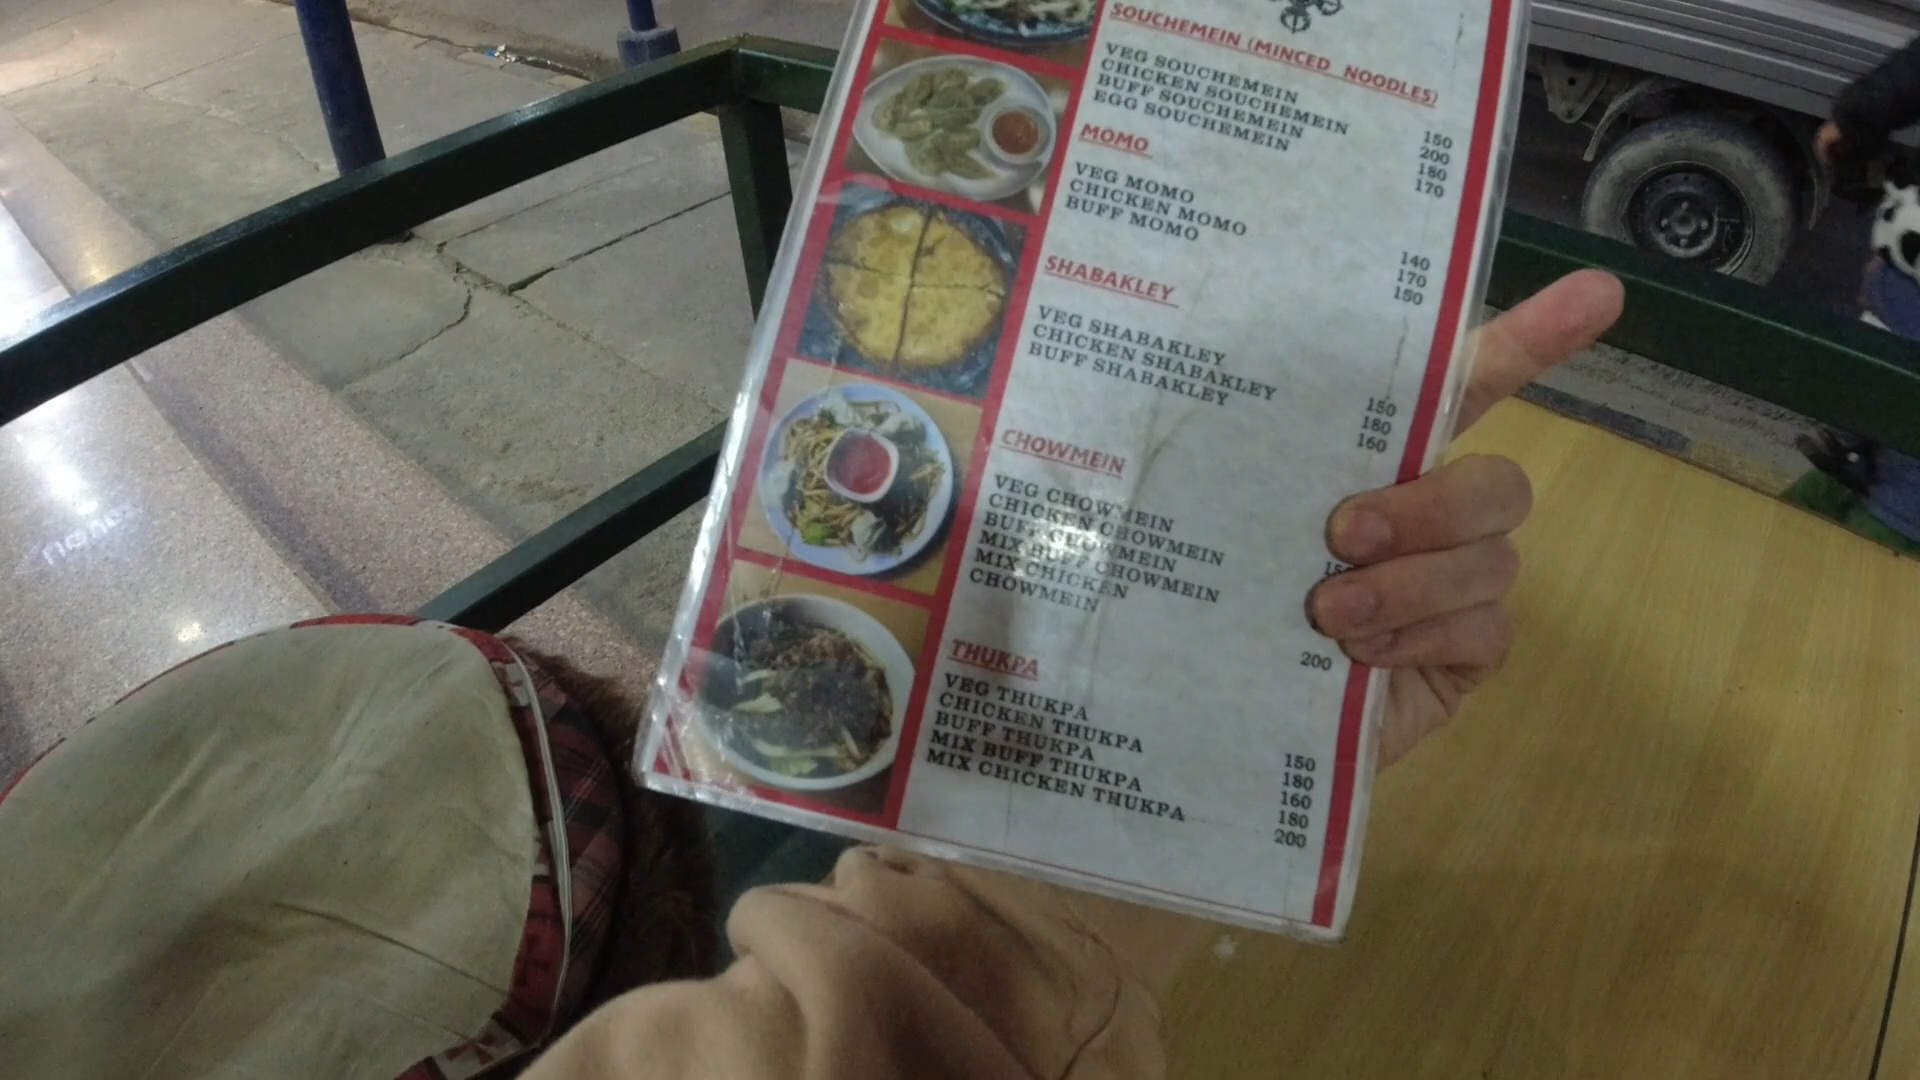 SOUCHEMEIN (MINCED NOODLES)
VEG SOUCHEMEIN 150
CHICKEN SOUCHEMEIN 200
BUFF SOUCHEMEIN 180
EGG SOUCHEMEIN 170
MOMO
VEG MOMO 140
CHICKEN MOMO 170
BUFF MOMO 150
SHABAKLEY
VEG SHABAKLEY 150
CHICKEN SHABAKLEY 180
BUFF SHABAKLEY 160
CHOWMEIN
VEG CHOWMEIN
CHICKEN CHOWMEIN
BUFF CHOWMEIN
MIX BUFF CHOWMEIN
MIX CHICKEN
CHOWMEIN 200
THUKPA
VEG THUKPA 150
CHICKEN THUKPA 180
BUFF THUKPA 160
MIX BUFF THUKPA 180
MIX CHICKEN THUKPA 200